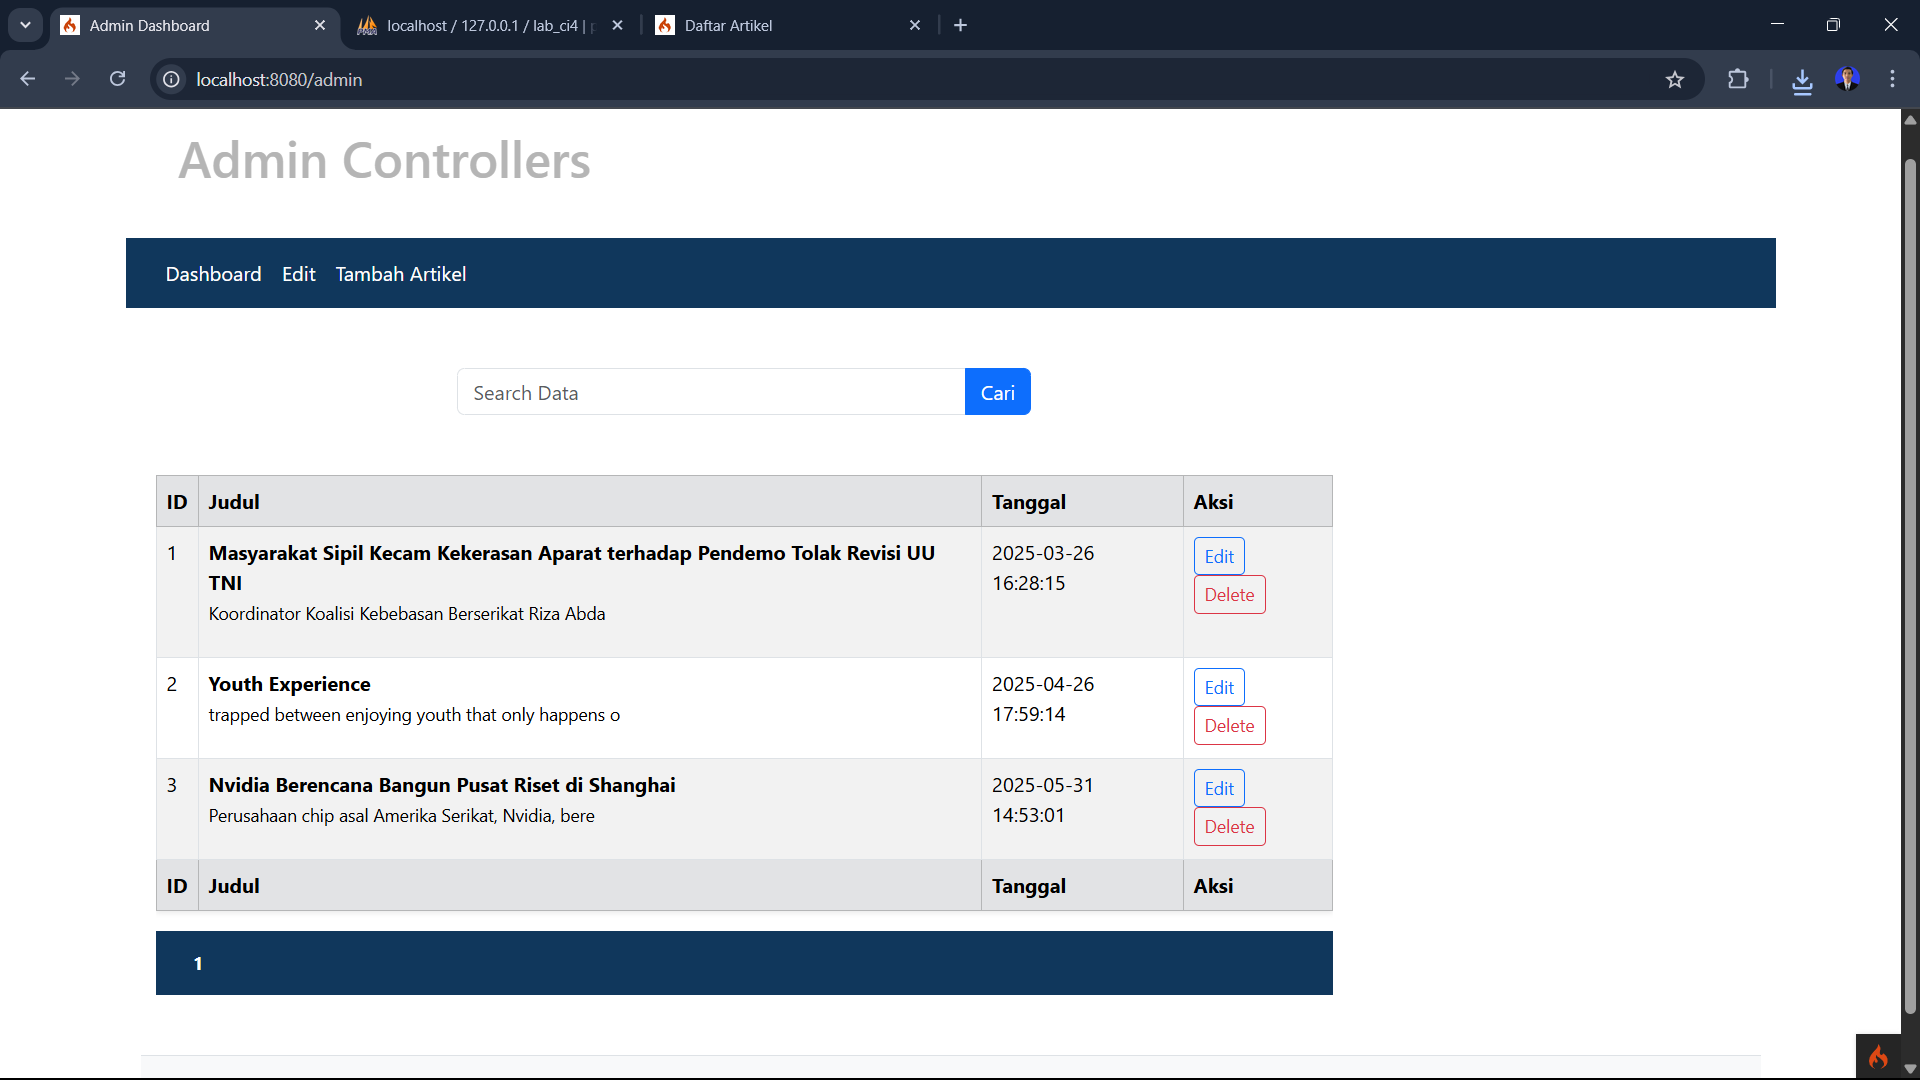 Admin Dashboard
localhost / 127.0.0.1 / lab_ci4 |
Daftar Artikel
localhost:8080/admin
Admin Controllers
Dashboard Edit Tambah Artikel
Search Data Cari
ID Judul Tanggal Aksi
1 Masyarakat Sipil Kecam Kekerasan Aparat terhadap Pendemo Tolak Revisi UU 2025-03-26 Edit
TNI 16:28:15 Delete
Koordinator Koalisi Kebebasan Berserikat Riza Abda
2 Youth Experience 2025-04-26 Edit
trapped between enjoying youth that only happens o 17:59:14 Delete
3 Nvidia Berencana Bangun Pusat Riset di Shanghai 2025-05-31 Edit
Perusahaan chip asal Amerika Serikat, Nvidia, bere 14:53:01 Delete
ID Judul Tanggal Aksi
1